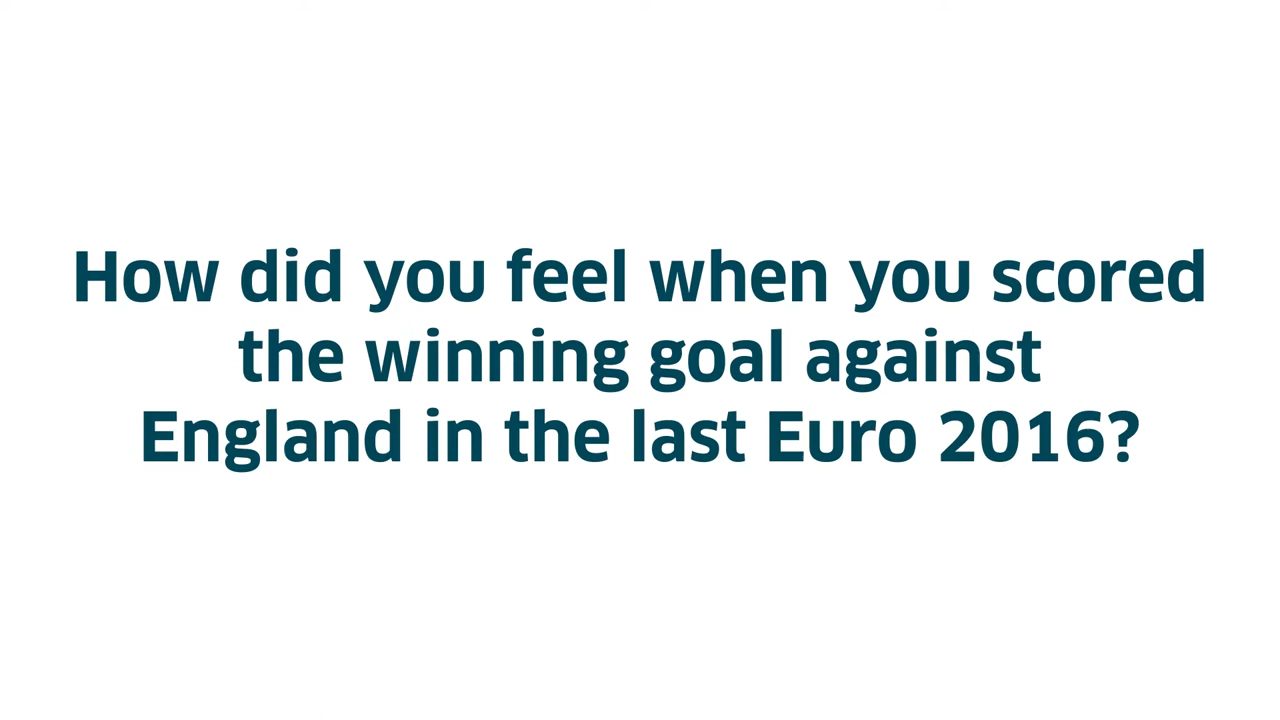 How did you feel when you scored
the winning goal against
England in the last Euro 2016?